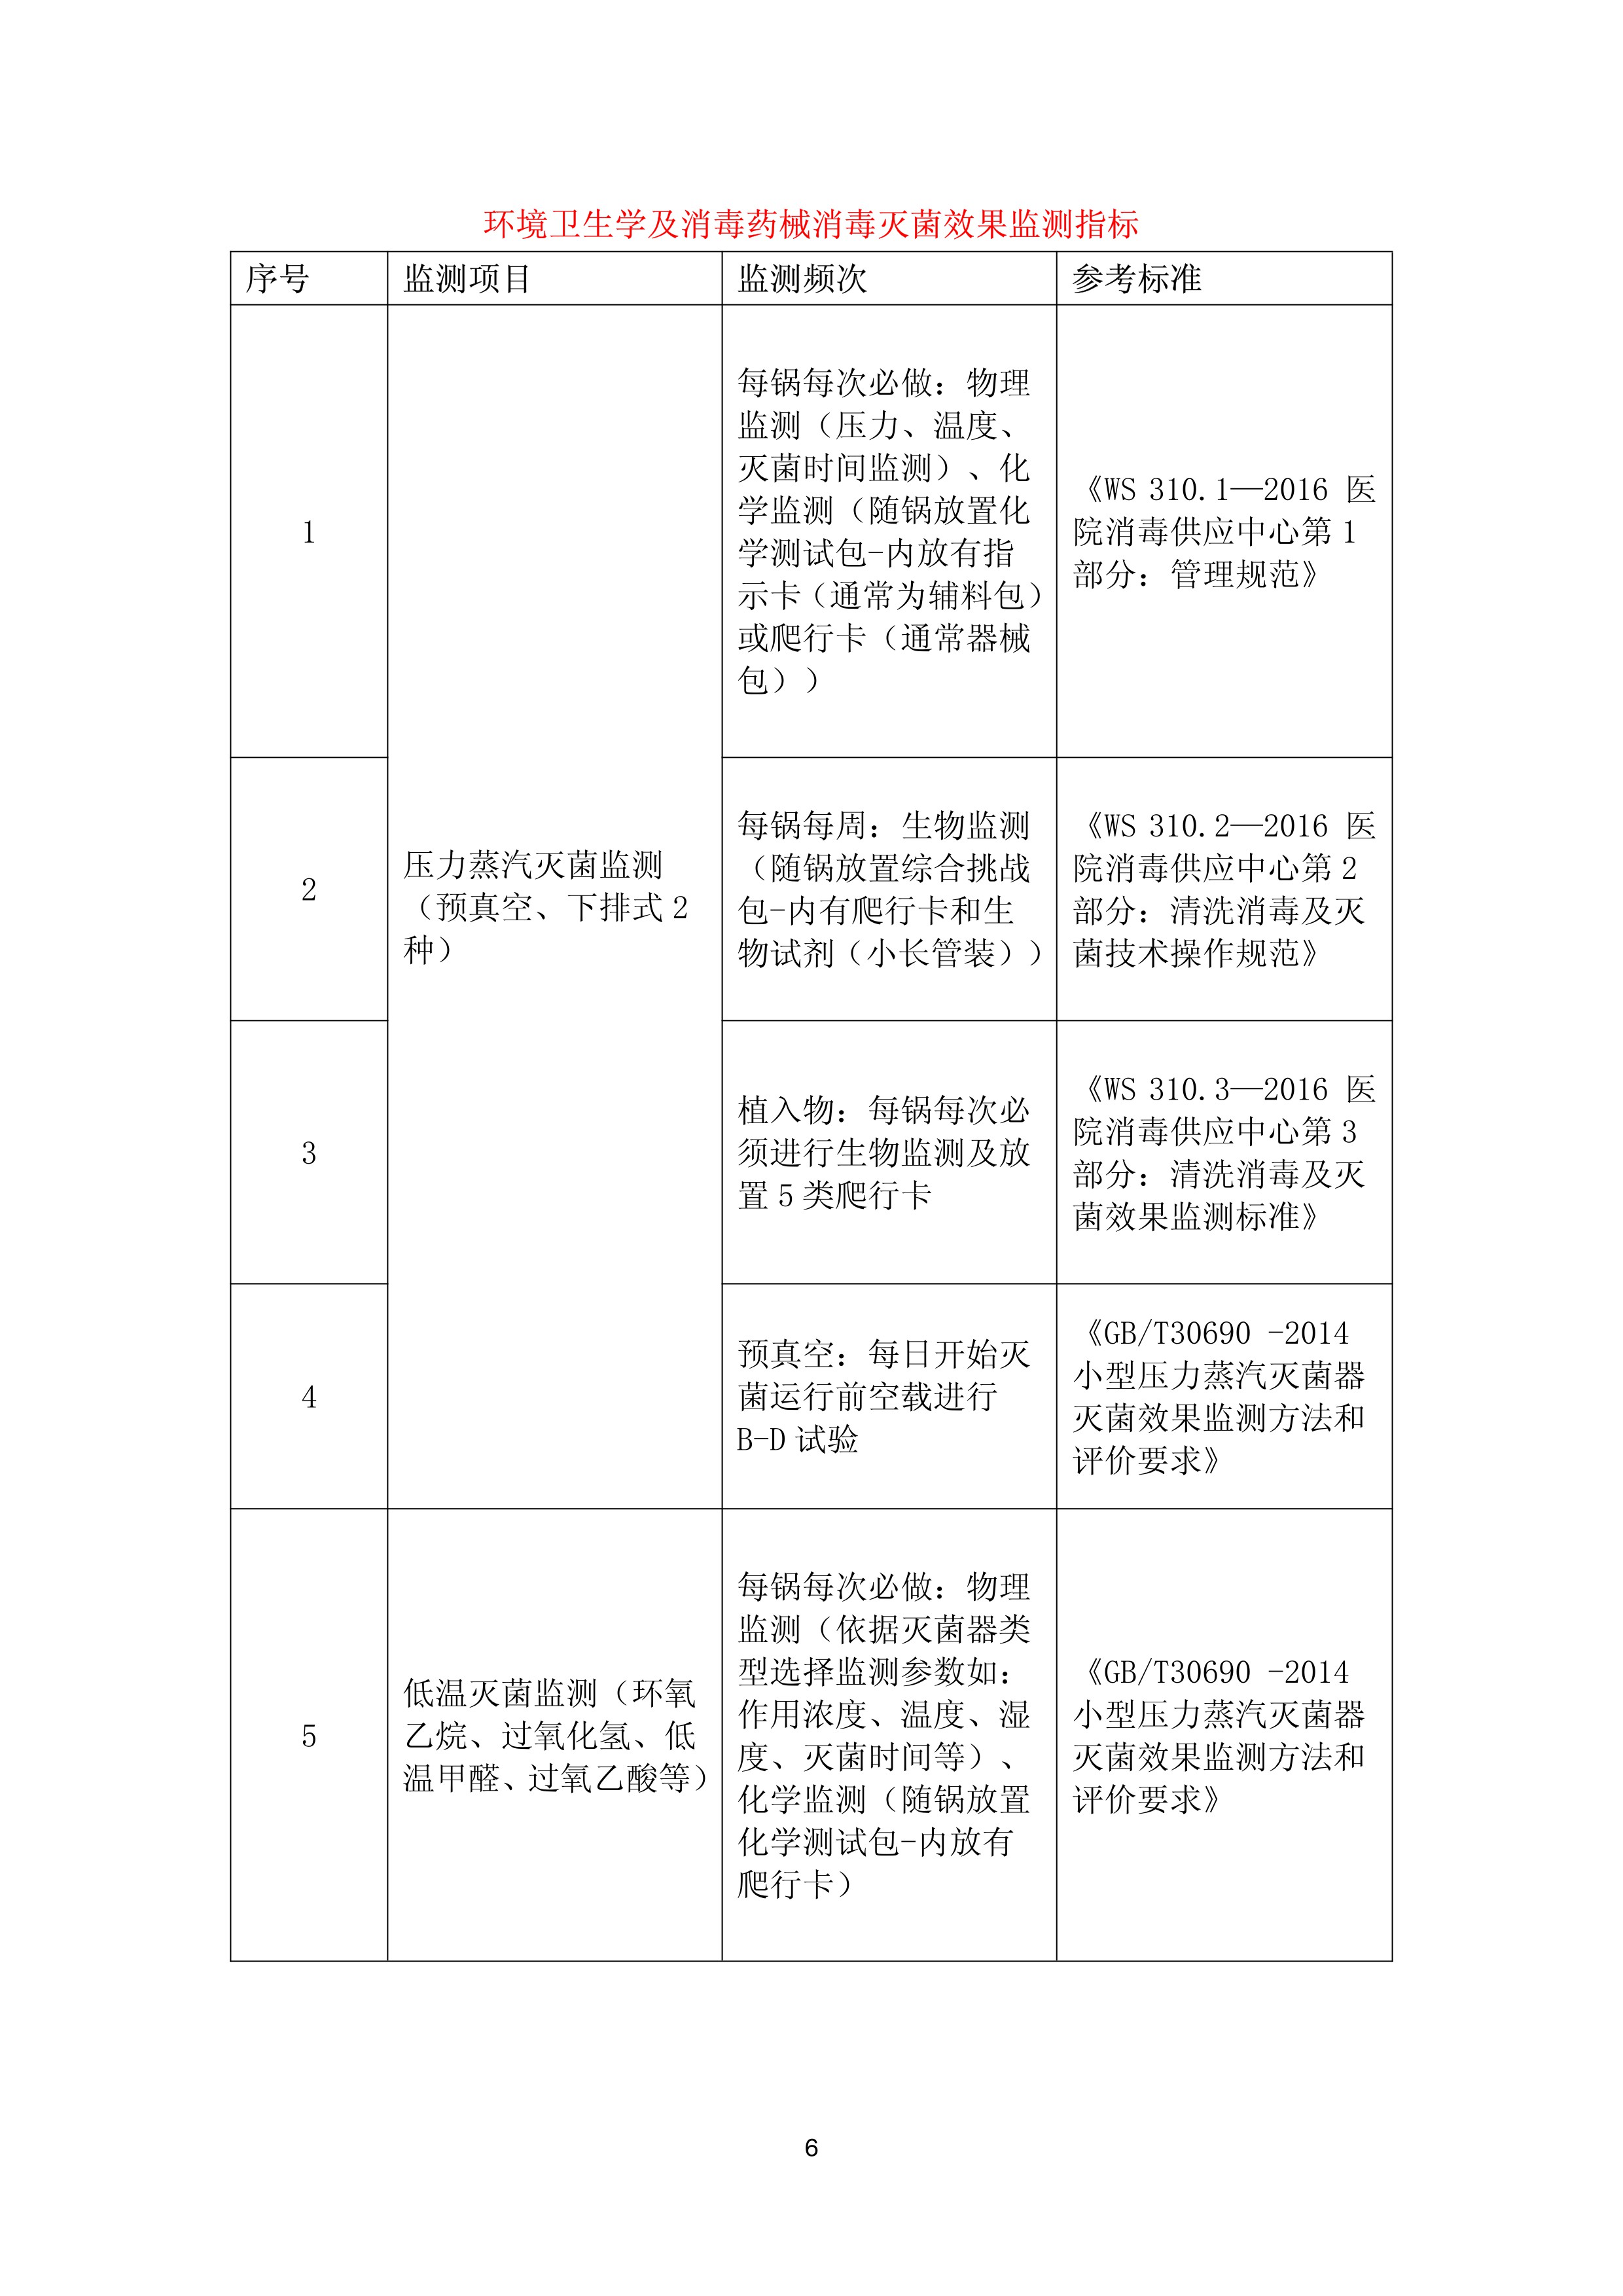 环境卫生学及消毒药械消毒灭菌效果监测指标
序号
监测项目
监测频次
参考标准
1
每锅每次必做：物理
监测（压力、温度、
灭菌时间监测）、化
学监测（随锅放置化
学测试包-内放有指
示卡（通常为辅料包）
或爬行卡（通常器械
包））
《WS 310.1—2016 医
院消毒供应中心第 1
部分：管理规范》
压力蒸汽灭菌监测
（预真空、下排式 2
种）
2
每锅每周：生物监测
（随锅放置综合挑战
包-内有爬行卡和生
物试剂（小长管装））
《WS 310.2—2016 医
院消毒供应中心第 2
部分：清洗消毒及灭
菌技术操作规范》
3
植入物：每锅每次必
须进行生物监测及放
置 5 类爬行卡
《WS 310.3—2016 医
院消毒供应中心第 3
部分：清洗消毒及灭
菌效果监测标准》
4
预真空：每日开始灭
菌运行前空载进行
B-D 试验
《GB/T30690 -2014
小型压力蒸汽灭菌器
灭菌效果监测方法和
评价要求》
5
低温灭菌监测（环氧
乙烷、过氧化氢、低
温甲醛、过氧乙酸等）
每锅每次必做：物理
监测（依据灭菌器类
型选择监测参数如：
作用浓度、温度、湿
度、灭菌时间等）、
化学监测（随锅放置
化学测试包-内放有
爬行卡）
《GB/T30690 -2014
小型压力蒸汽灭菌器
灭菌效果监测方法和
评价要求》
6